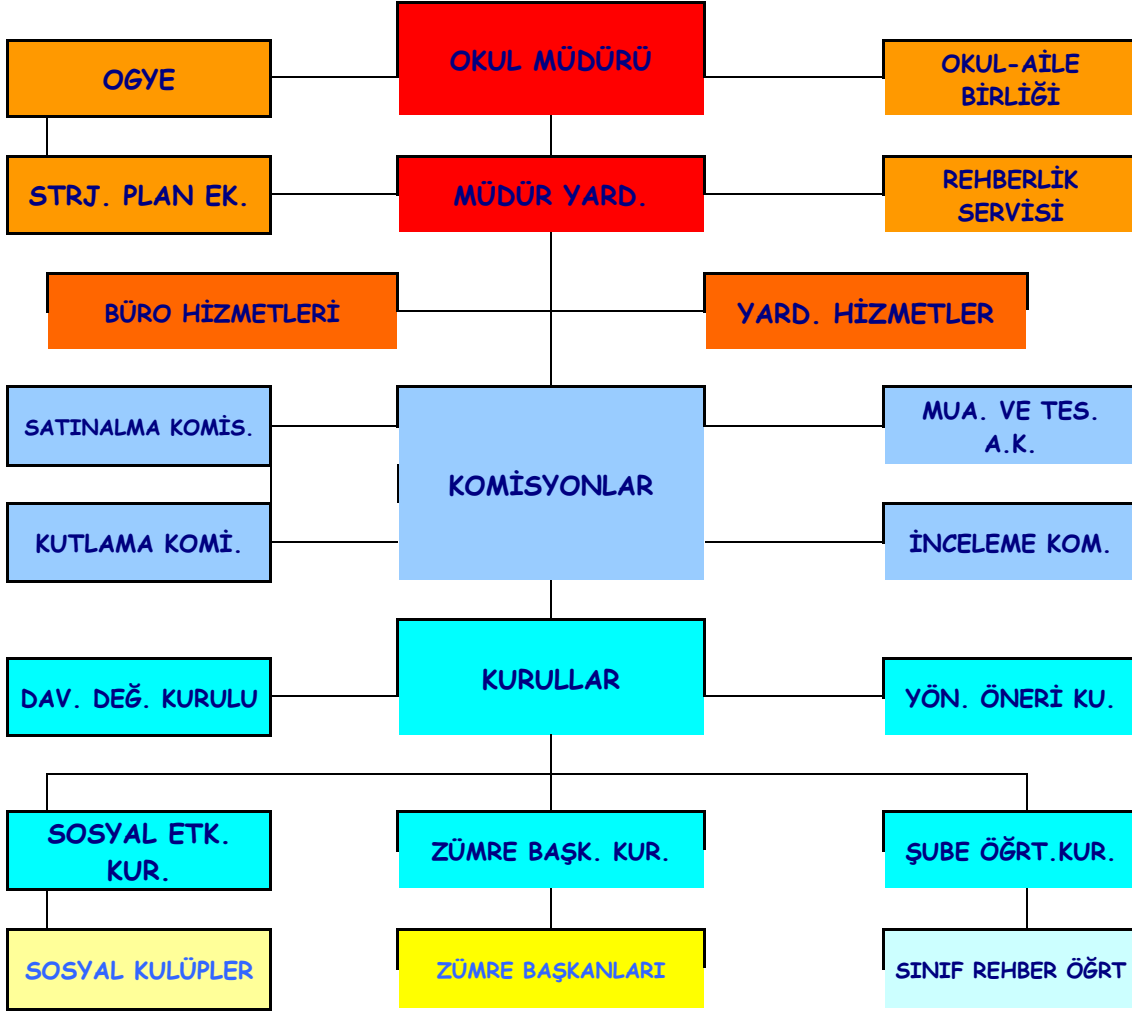 OKUL MÜDÜRÜ
OGYE
OKUL-AİLE
BİRLİĞİ
STRJ. PLAN EK.
MÜDÜR YARD.
REHBERLİK
SERVİSİ
BÜRO HİZMETLERİ
YARD. HİZMETLER
SATINALMA KOMİS.
KOMİSYONLAR
MUA. VE TES.
A.K.
KUTLAMA KOMİ.
İNCELEME KOM.
KURULLAR
DAV. DEĞ. KURULU
YÖN. ÖNERİ KU.
SOSYAL ETK.
KUR.
ZÜMRE BAŞK. KUR.
ŞUBE ÖĞRT.KUR.
SOSYAL KULÜPLER
ZÜMRE BAŞKANLARI
SINIF REHBER ÖĞRT